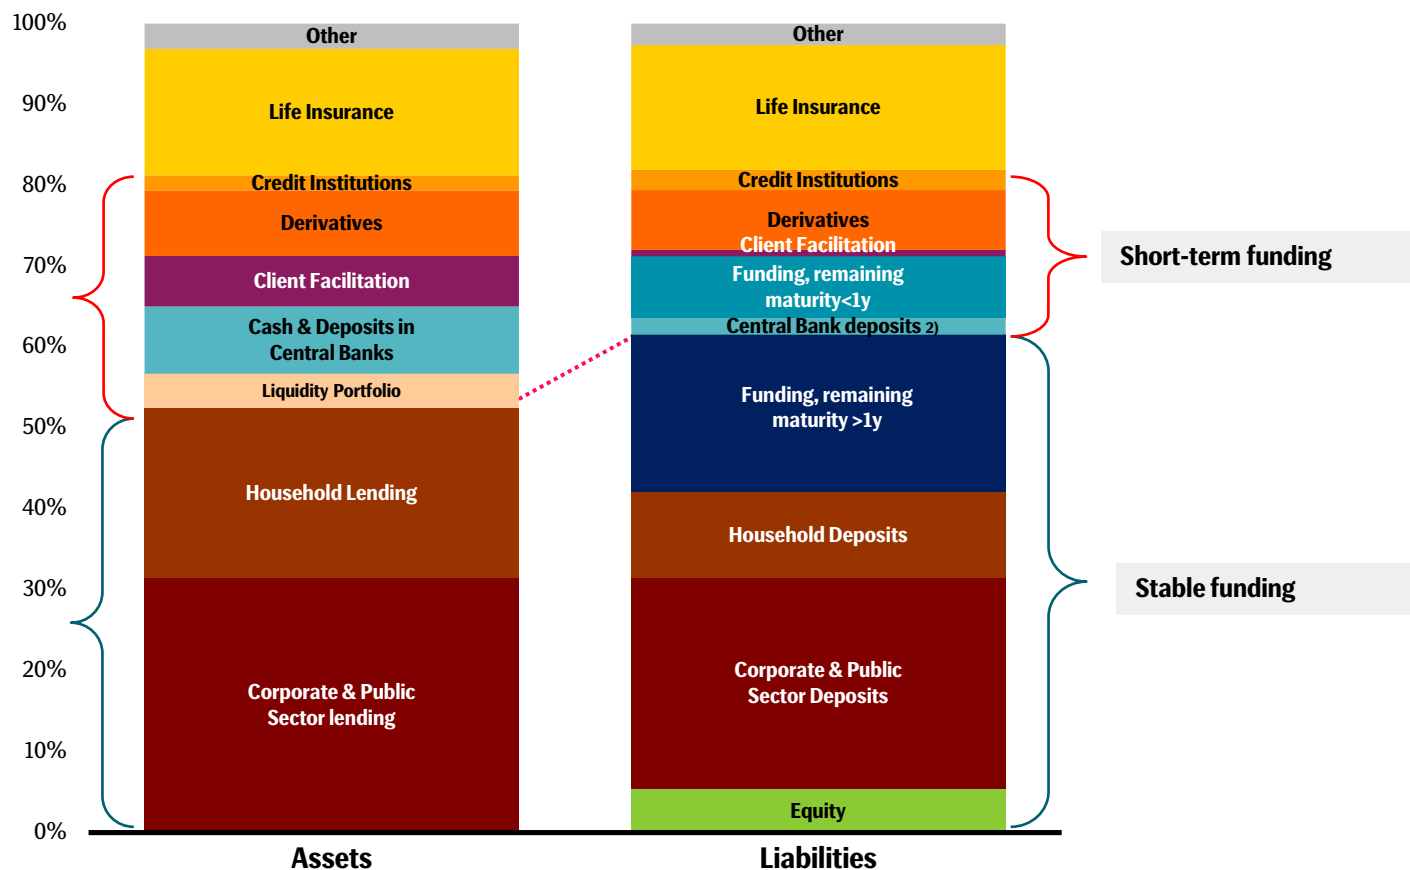 100%
90%
80%
70%
60%
50%
40%
30%
20%
10%
0%
Other
Life Insurance
Credit Institutions
Derivatives
Client Facilitation
Cash & Deposits in
Central Banks
Liquidity Portfolio
Household Lending
Corporate & Public
Sector lending
Assets
Other
Life Insurance
Credit Institutions
Derivatives
Client Facilitation
Funding, remaining
maturity<1y
Central Bank deposits 2)
Funding, remaining
maturity >1y
Household Deposits
Corporate & Public
Sector Deposits
Equity
Liabilities
Short-term funding
Stable funding